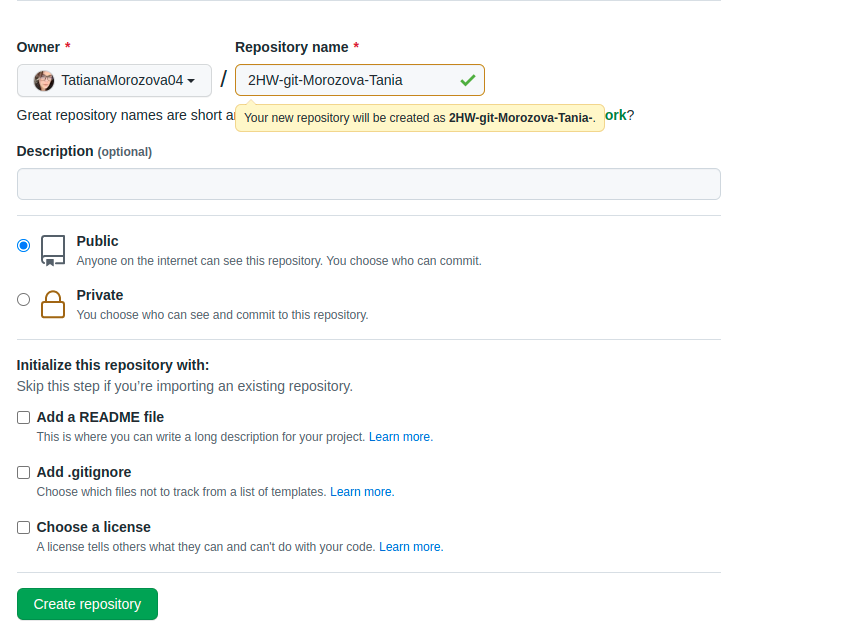 Owner * Repository name *
TatianaMorozova04 / 2HW-git-Morozova-Tania
Great repository names are short ork?
Your new repository will be created as 2HW-git-Morozova-Tania-.
Description (optional)
Public
Anyone on the internet can see this repository. You choose who can commit.
Private
You choose who can see and commit to this repository.
Initialize this repository with:
Skip this step if you’re importing an existing repository.
Add a README file
This is where you can write a long description for your project. Learn more.
Add .gitignore
Choose which files not to track from a list of templates. Learn more.
Choose a license
A license tells others what they can and can't do with your code. Learn more.
Create repository